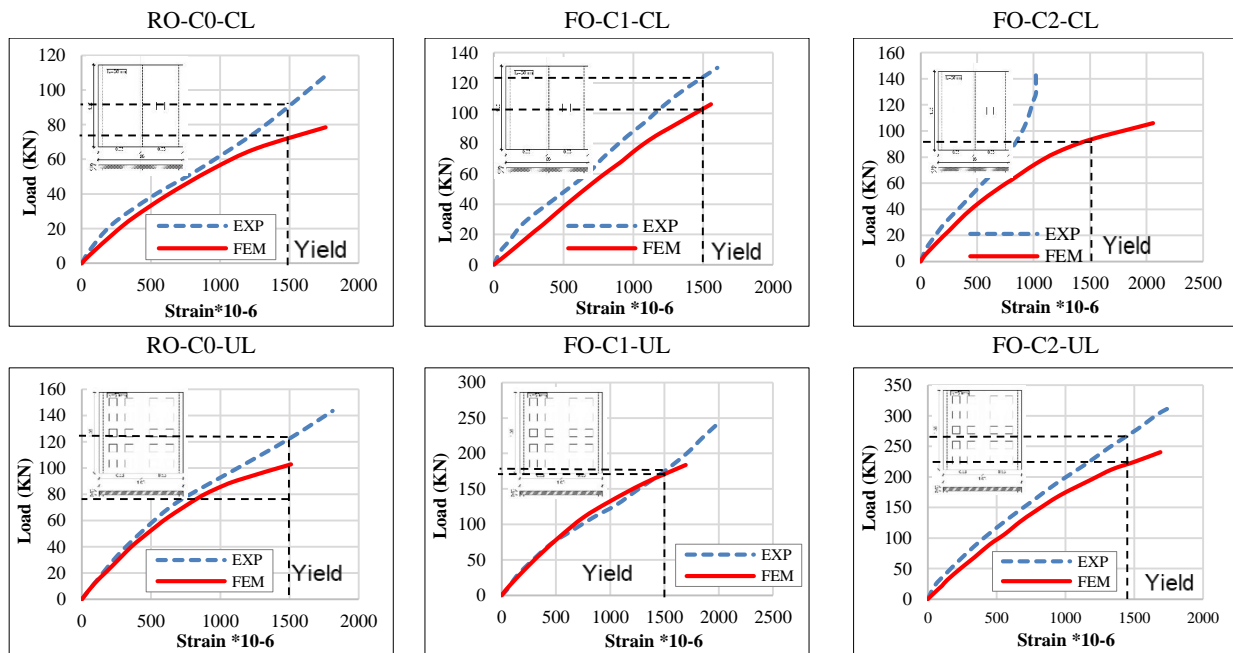 RO-C0-CL
FO-C1-CL
FO-C2-CL
120
100
80
60
40
20
0
0
500
1000
1500
2000
Load (KN)
Strain*10-6
EXP
FEM
Yield
140
120
100
80
60
40
20
0
0
500
1000
1500
2000
2500
Load (KN)
Strain *10-6
EXP
FEM
Yield
160
140
120
100
80
60
40
20
0
0
500
1000
1500
2000
2500
Load (KN)
Strain *10-6
EXP
FEM
Yield
RO-C0-UL
FO-C1-UL
FO-C2-UL
160
140
120
100
80
60
40
20
0
0
500
1000
1500
2000
Load (KN)
Strain *10-6
EXP
FEM
Yield
300
250
200
150
100
50
0
0
500
1000
1500
2000
2500
Load (KN)
Strain *10-6
EXP
FEM
Yield
350
300
250
200
150
100
50
0
0
500
1000
1500
2000
Load (KN)
Strain *10-6
EXP
FEM
Yield